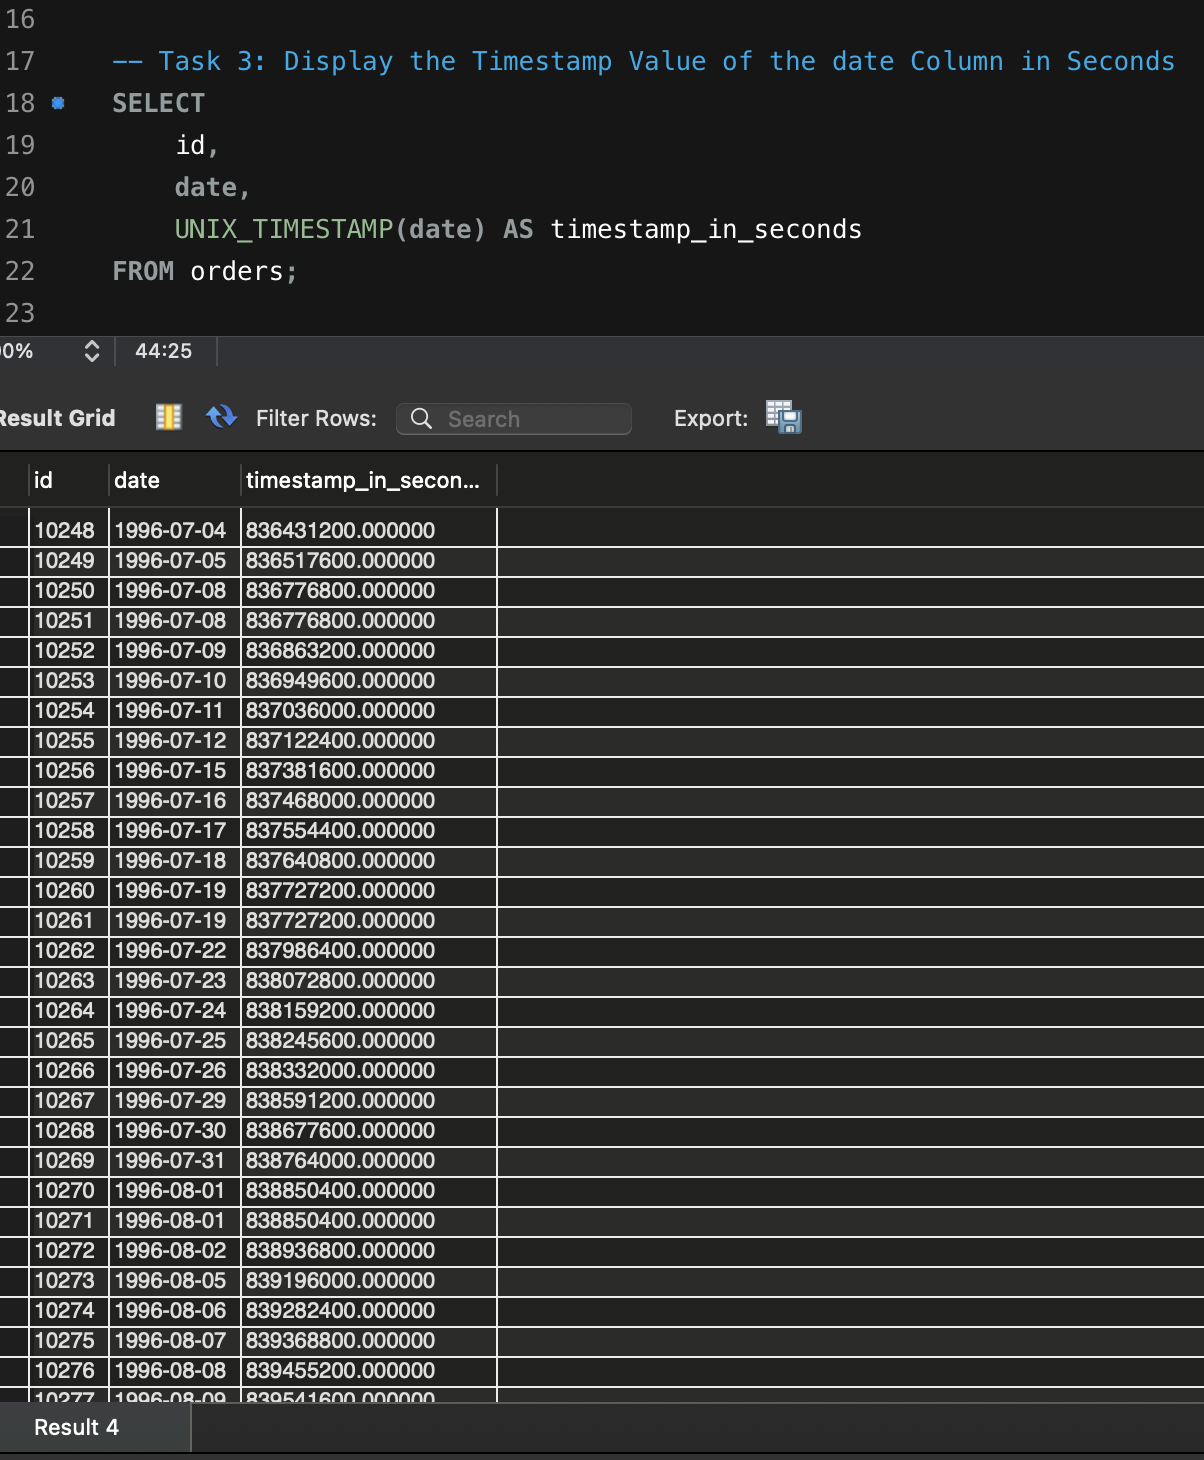 16
17 -- Task 3: Display the Timestamp Value of the date Column in Seconds
18 SELECT
19 id,
20 date,
21 UNIX_TIMESTAMP(date) AS timestamp_in_seconds
22 FROM orders;
23
00% 44:25
Result Grid Filter Rows: Search Export:
id date timestamp_in_secon...
10248 1996-07-04 836431200.000000
10249 1996-07-05 836517600.000000
10250 1996-07-08 836776800.000000
10251 1996-07-08 836776800.000000
10252 1996-07-09 836863200.000000
10253 1996-07-10 836949600.000000
10254 1996-07-11 837036000.000000
10255 1996-07-12 837122400.000000
10256 1996-07-15 837381600.000000
10257 1996-07-16 837468000.000000
10258 1996-07-17 837554400.000000
10259 1996-07-18 837640800.000000
10260 1996-07-19 837727200.000000
10261 1996-07-19 837727200.000000
10262 1996-07-22 837986400.000000
10263 1996-07-23 838072800.000000
10264 1996-07-24 838159200.000000
10265 1996-07-25 838245600.000000
10266 1996-07-26 838332000.000000
10267 1996-07-29 838591200.000000
10268 1996-07-30 838677600.000000
10269 1996-07-31 838764000.000000
10270 1996-08-01 838850400.000000
10271 1996-08-01 838850400.000000
10272 1996-08-02 838936800.000000
10273 1996-08-05 839196000.000000
10274 1996-08-06 839282400.000000
10275 1996-08-07 839368800.000000
10276 1996-08-08 839455200.000000
10277 1996-08-09 839541600.000000
Result 4